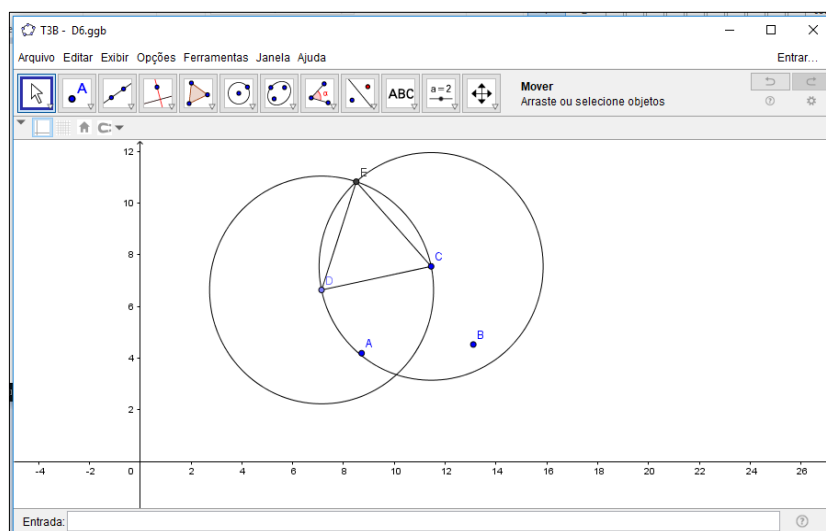 T3B - D6.ggb
Arquivo Editar Exibir Opções Ferramentas Janela Ajuda
Entrar...
A
α
ABC
a=2
Mover
Arraste ou selecione objetos
12
10
8
6
4
2
E
C
D
B
A
-4 -2 0 2 4 6 8 10 12 14 16 18 20 22 24 26
Entrada: